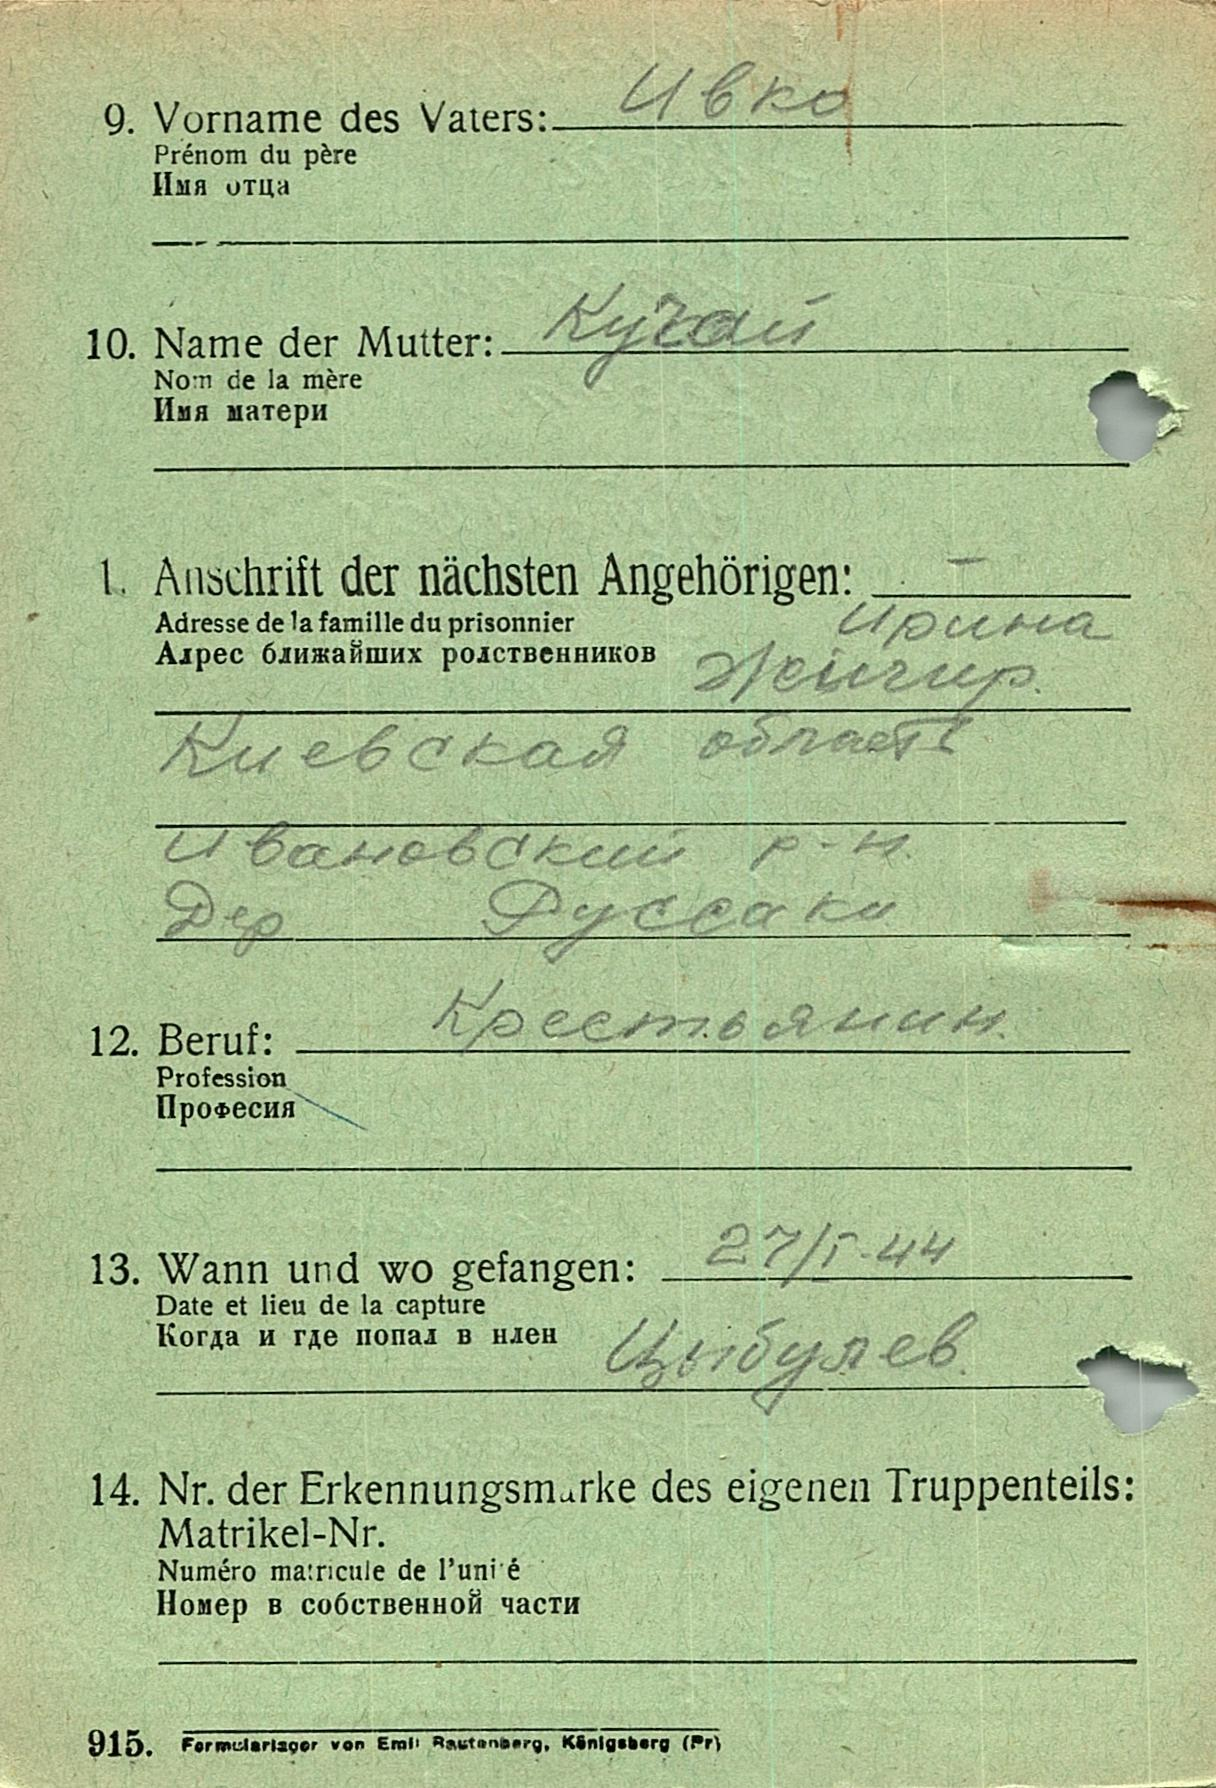 9. Vorname des Vaters: Ивко
Prénom du père
Имя отца
10. Name der Mutter: Кучай
Nom de la mère
Имя матери
1. Anschrift der nächsten Angehörigen: —
Adresse de la famille du prisonnier Ирина
Адрес ближайших родственников
Киевская область
Ивановский р-н.
Дер Руссаки
12. Beruf: Крестьянин.
Profession
Професия
13. Wann und wo gefangen: 27/I-44
Date et lieu de la capture
Когда и где попал в плен Цыбулев.
14. Nr. der Erkennungsmarke des eigenen Truppenteils:
Matrikel-Nr.
Numéro matricule de l'unité
Номер в собственной части
915. Formularlager von Emil Rautenberg, Königsberg (Pr)